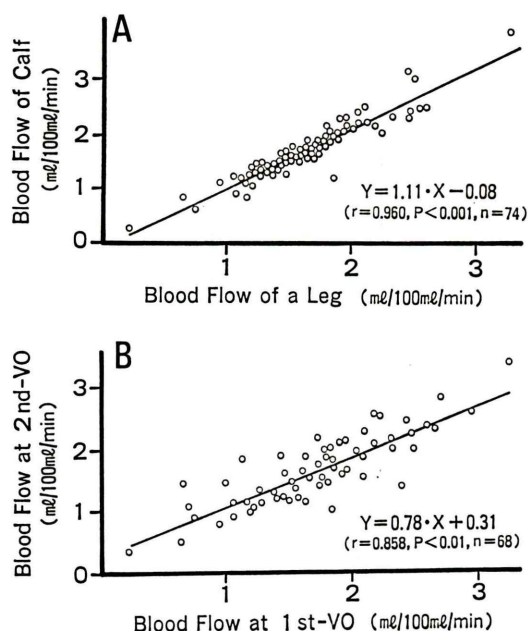 A
Blood Flow of Calf
(mℓ/100mℓ/min)
3
2
1
0
Y=1.11·X−0.08
(r=0.960, P<0.001, n=74)
1 2 3
Blood Flow of a Leg (mℓ/100mℓ/min)
B
Blood Flow at 2nd-VO
(mℓ/100mℓ/min)
3
2
1
0
Y=0.78·X+0.31
(r=0.858, P<0.01, n=68)
1 2 3
Blood Flow at 1st-VO (mℓ/100mℓ/min)